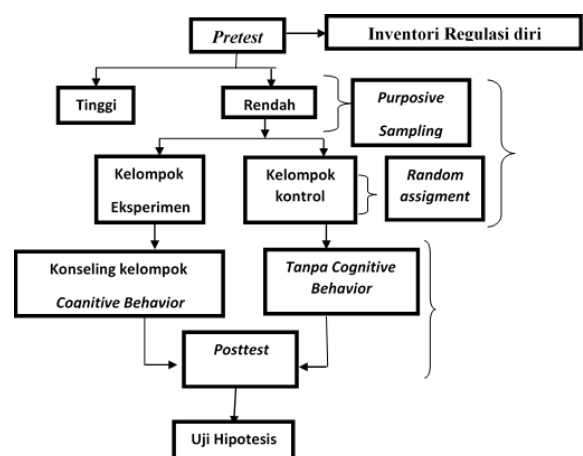 Pretest
Inventori Regulasi diri
Tinggi
Rendah
Purposive
Sampling
Kelompok
Eksperimen
Kelompok
kontrol
Random
assigment
Konseling kelompok
Cognitive Behavior
Tanpa Cognitive
Behavior
Posttest
Uji Hipotesis